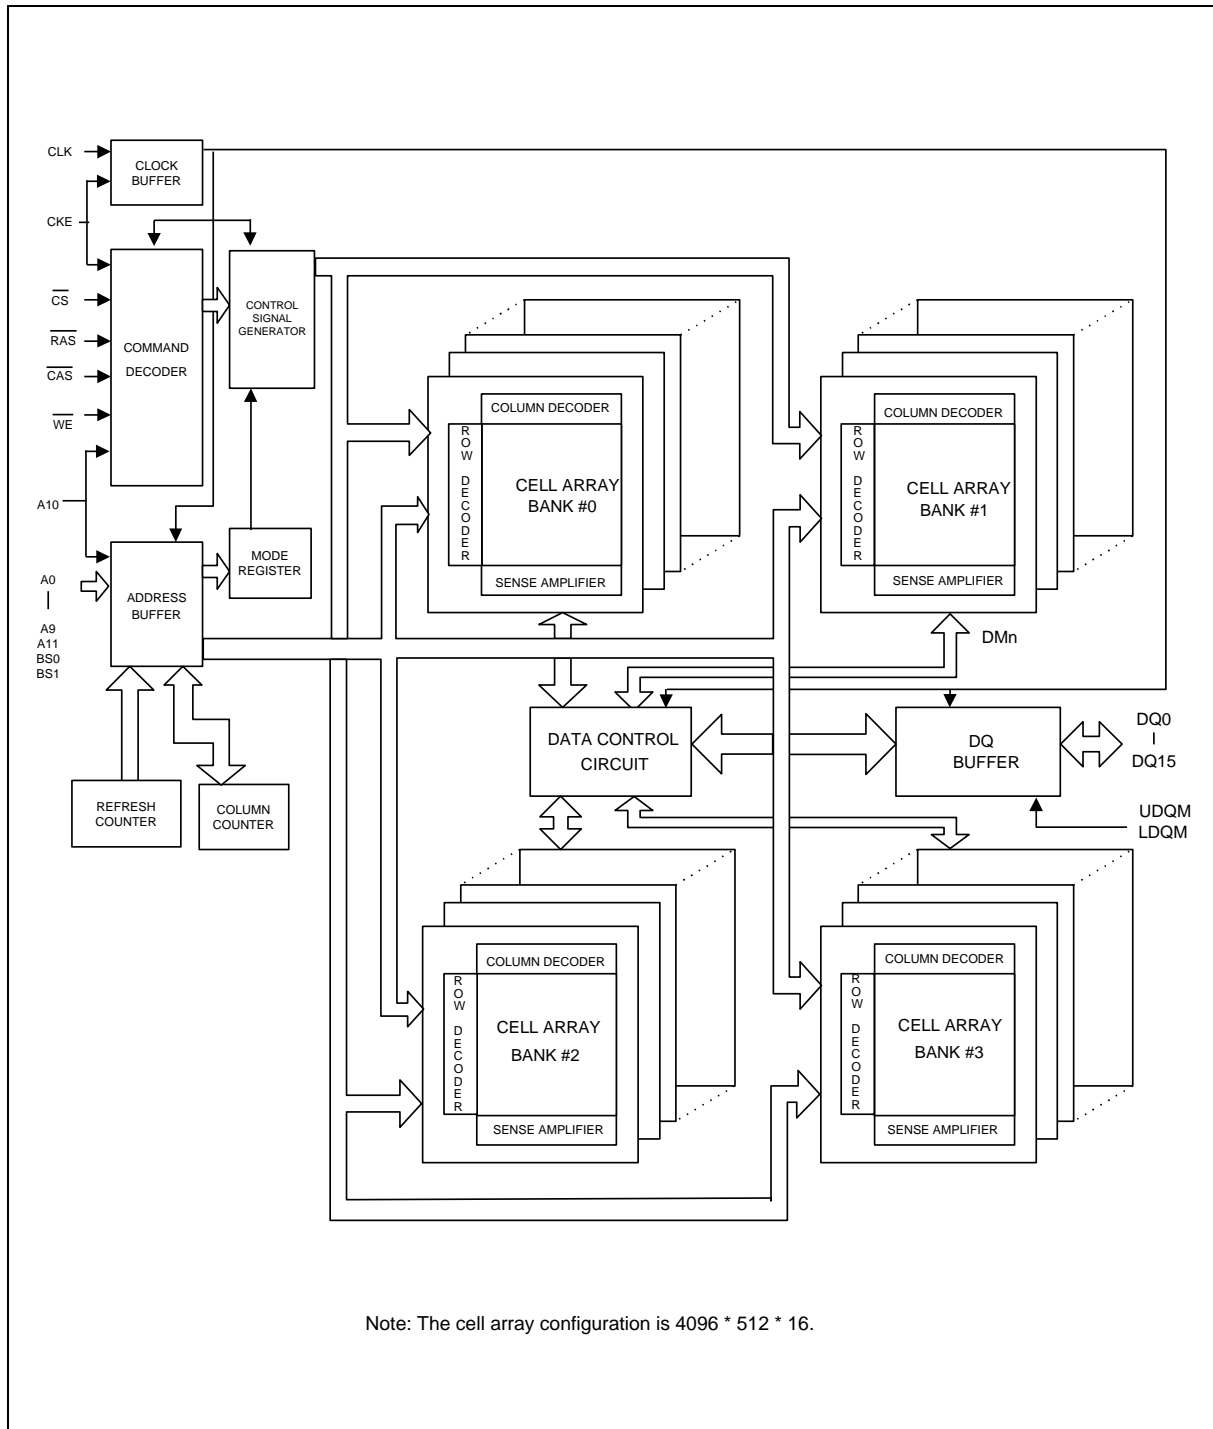 CLK
CLOCK
BUFFER
CKE
CS
RAS
CAS
WE
COMMAND
DECODER
CONTROL
SIGNAL
GENERATOR
A10
A0
A9
A11
BS0
BS1
ADDRESS
BUFFER
MODE
REGISTER
REFRESH
COUNTER
COLUMN
COUNTER
COLUMN DECODER
ROW DECODER
CELL ARRAY
BANK #0
SENSE AMPLIFIER
COLUMN DECODER
ROW DECODER
CELL ARRAY
BANK #1
SENSE AMPLIFIER
DMn
DATA CONTROL
CIRCUIT
DQ
BUFFER
DQ0
DQ15
UDQM
LDQM
COLUMN DECODER
ROW DECODER
CELL ARRAY
BANK #2
SENSE AMPLIFIER
COLUMN DECODER
ROW DECODER
CELL ARRAY
BANK #3
SENSE AMPLIFIER
Note: The cell array configuration is 4096 * 512 * 16.